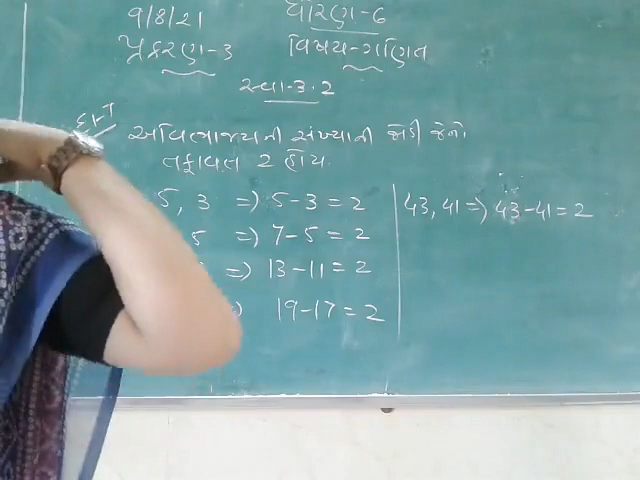 9/8/21 ધોરણ-6
પ્રકરણ-3 વિષય-ગણિત
સ્વા-3.2
અવિભાજ્યની સંખ્યાની જોડી જેનો
તફાવત 2 હોય.
5, 3 => 5-3=2
5 => 7-5=2
=> 13-11=2
19-17=2
43, 41 => 43-41=2